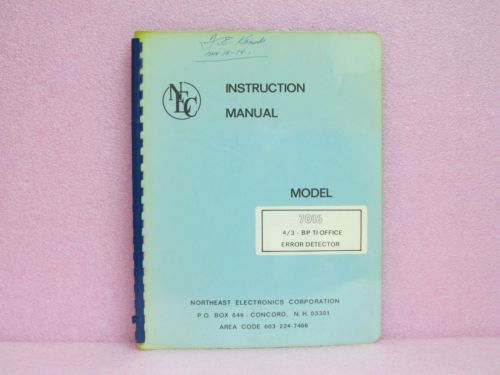 NEC
INSTRUCTION
MANUAL
MODEL
7016
4/3 - BP TI OFFICE
ERROR DETECTOR
NORTHEAST ELECTRONICS CORPORATION
P.O. BOX 649 - CONCORD, N.H. 03301
AREA CODE 603 224-7466